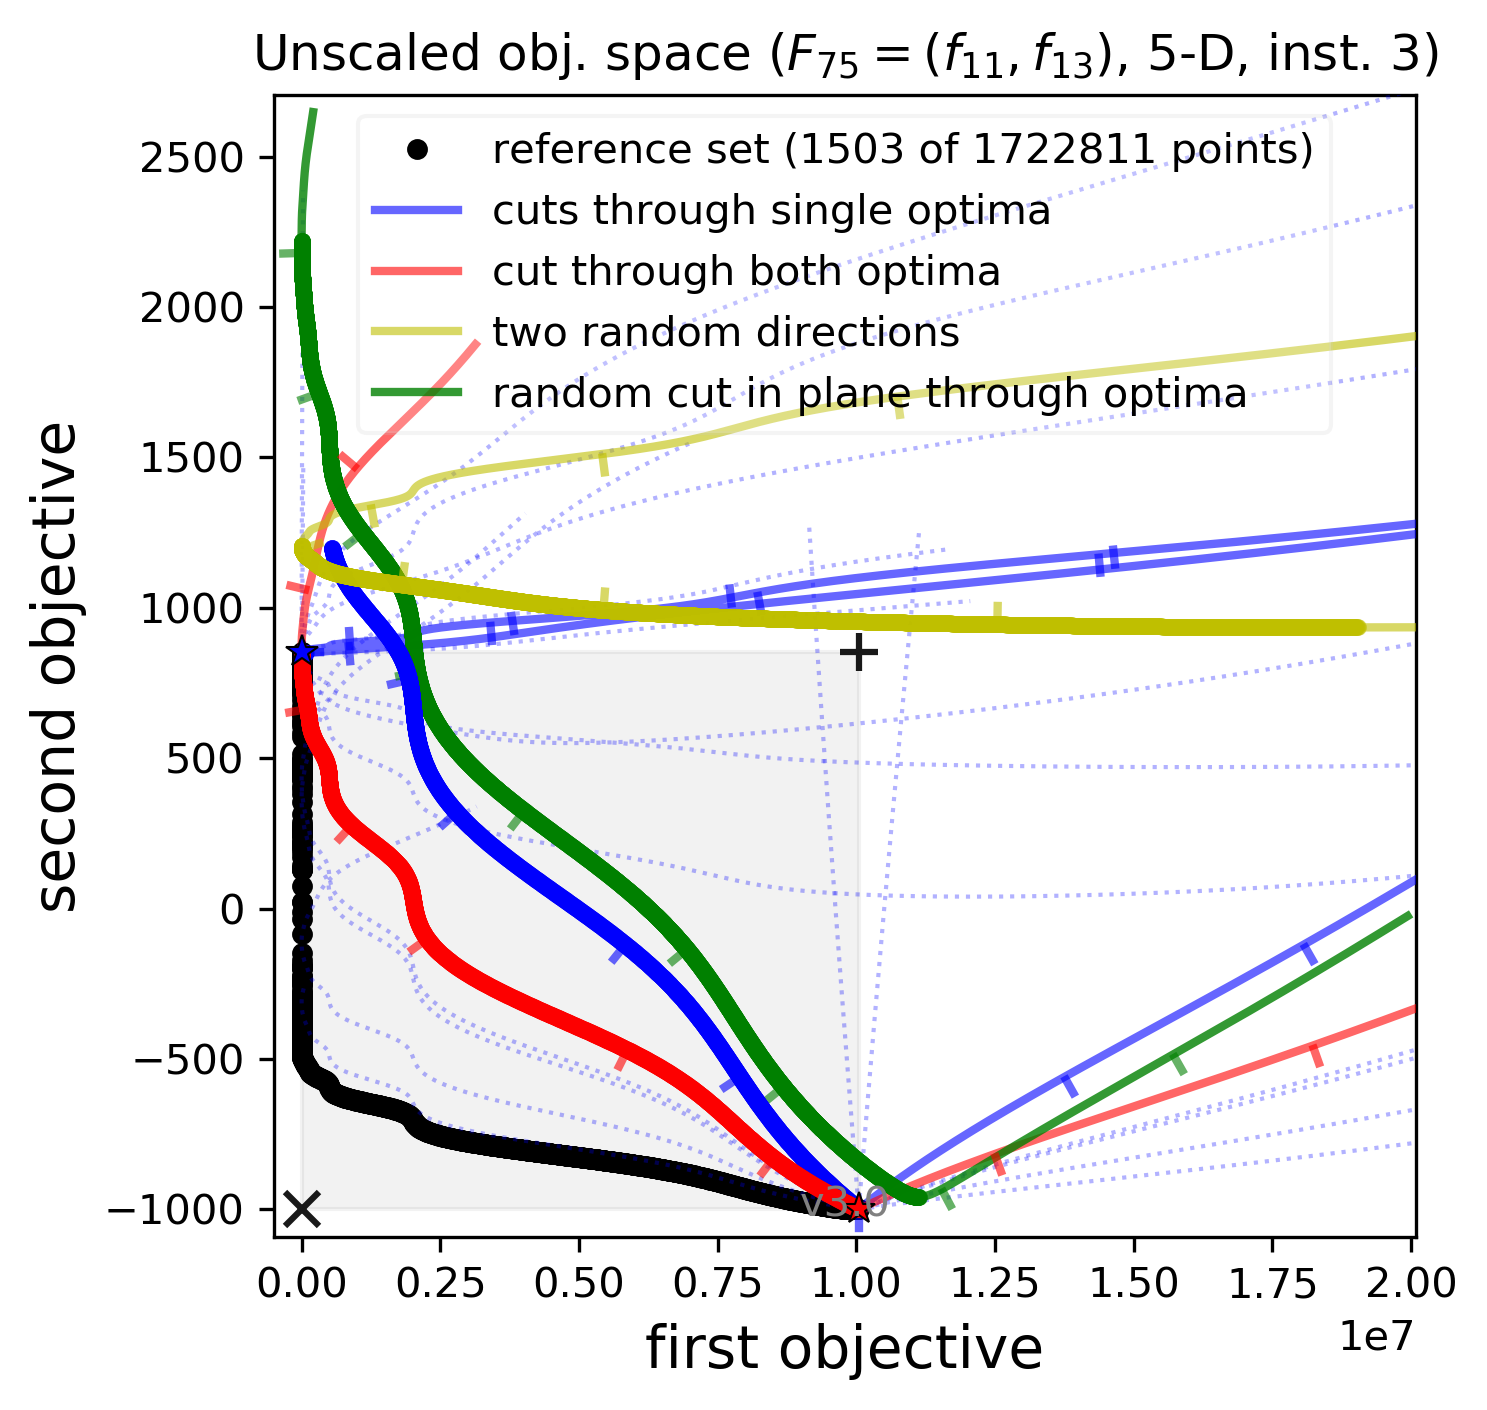 Unscaled obj. space (F75 = (f11, f13), 5-D, inst. 3)
reference set (1503 of 1722811 points)
cuts through single optima
cut through both optima
two random directions
random cut in plane through optima
second objective
2500
2000
1500
1000
500
0
−500
−1000
v3.0
0.00 0.25 0.50 0.75 1.00 1.25 1.50 1.75 2.00
1e7
first objective